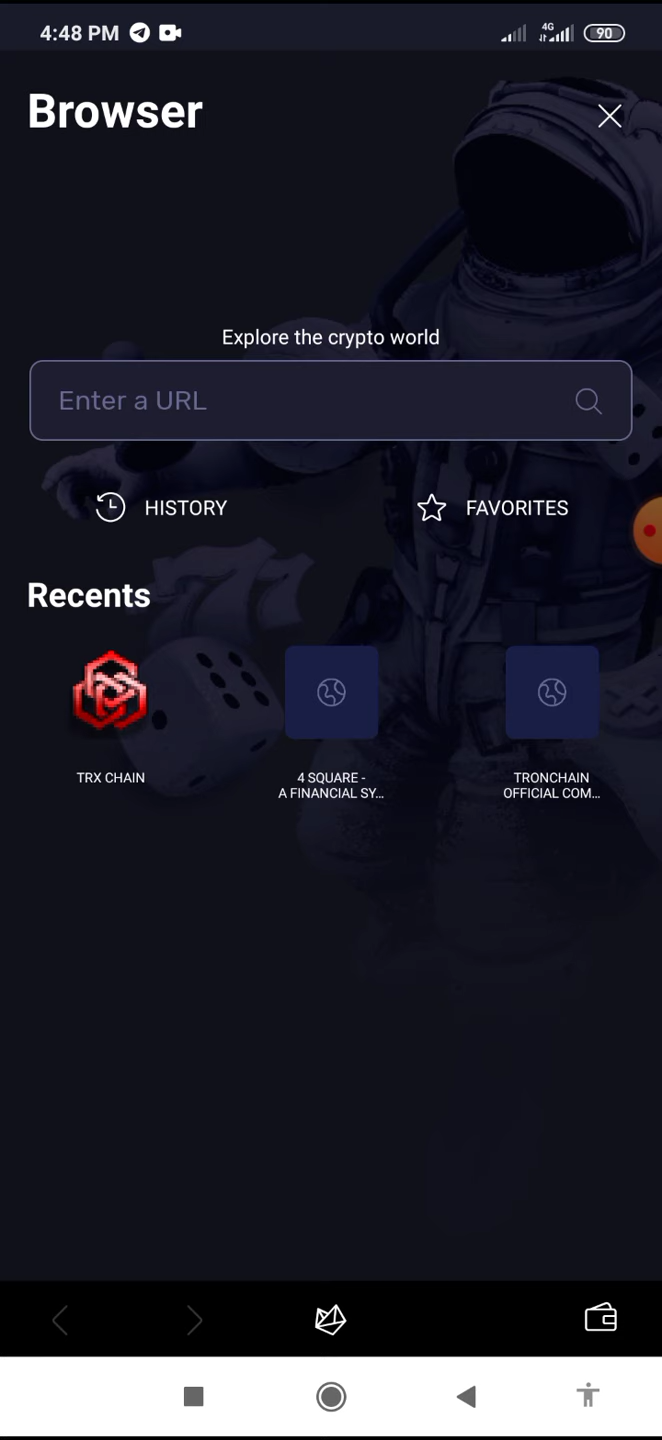 4:48 PM
4G
90
Browser
Explore the crypto world
Enter a URL
HISTORY
FAVORITES
Recents
TRX CHAIN
4 SQUARE -
A FINANCIAL SY...
TRONCHAIN
OFFICIAL COM...